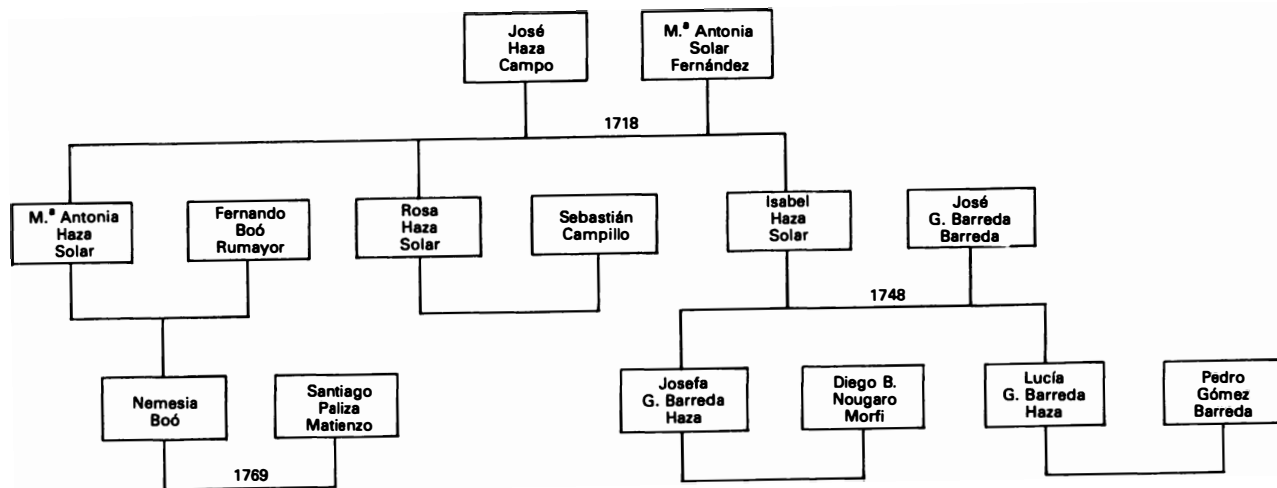 José
Haza
Campo
M.ª Antonia
Solar
Fernández
1718
M.ª Antonia
Haza
Solar
Fernando
Boó
Rumayor
Rosa
Haza
Solar
Sebastián
Campillo
Isabel
Haza
Solar
José
G. Barreda
Barreda
1748
Nemesia
Boó
Santiago
Paliza
Matienzo
Josefa
G. Barreda
Haza
Diego B.
Nougaro
Morfi
Lucía
G. Barreda
Haza
Pedro
Gómez
Barreda
1769